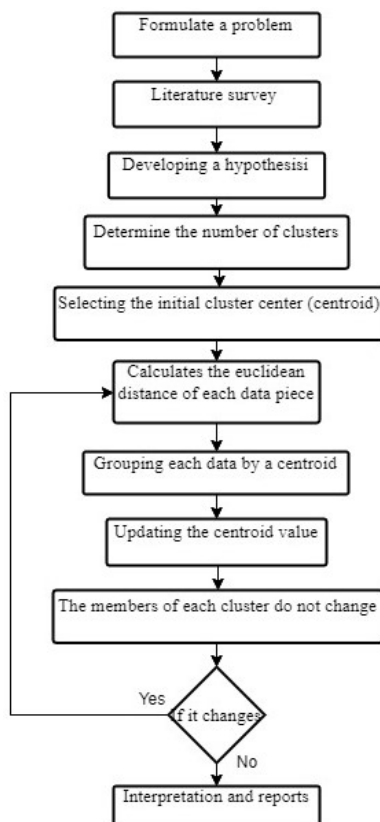 Formulate a problem
Literature survey
Developing a hypothesisi
Determine the number of clusters
Selecting the initial cluster center (centroid)
Calculates the euclidean
distance of each data piece
Grouping each data by a centroid
Updating the centroid value
The members of each cluster do not change
Yes
If it changes
No
Interpretation and reports